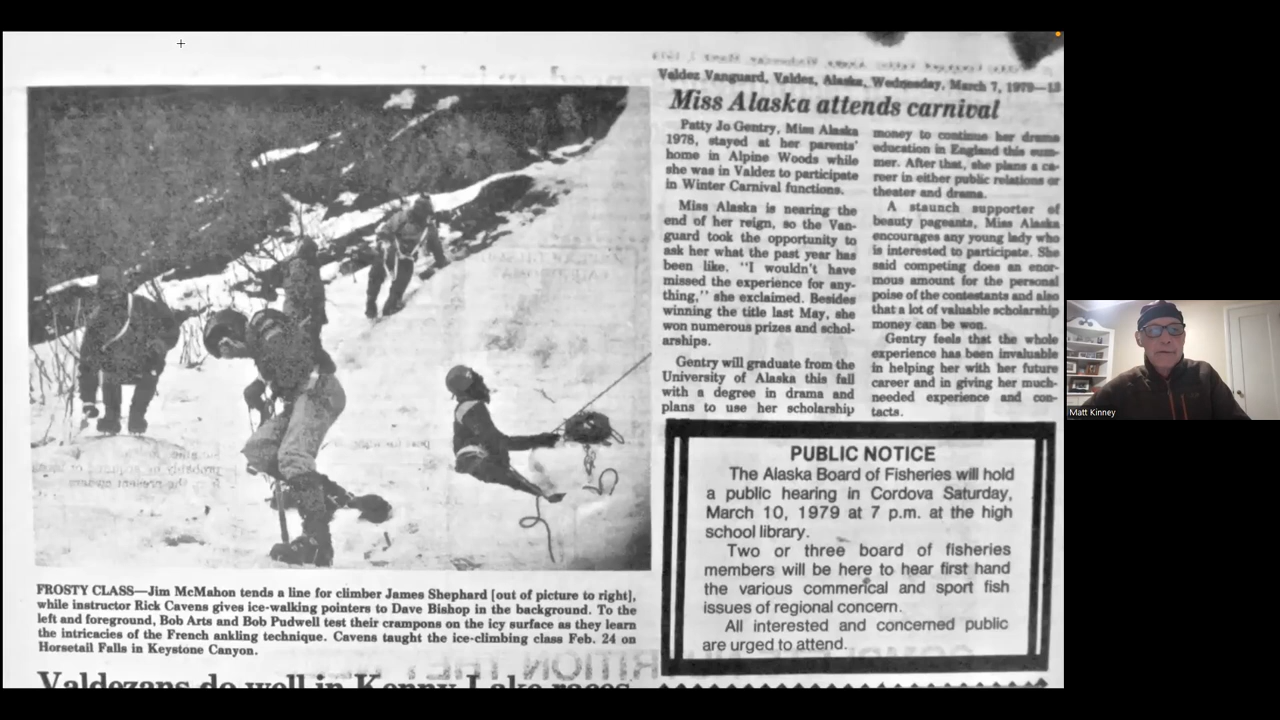 Valdez Vanguard, Valdez, Alaska, Wednesday, March 7, 1979—13
Miss Alaska attends carnival
Patty Jo Gentry, Miss Alaska
1978, stayed at her parents'
home in Alpine Woods while
she was in Valdez to participate
in Winter Carnival functions.
Miss Alaska is nearing the
end of her reign, so the Van-
guard took the opportunity to
ask her what the past year has
been like. "I wouldn't have
missed the experience for any-
thing," she exclaimed. Besides
winning the title last May, she
won numerous prizes and schol-
arships.
Gentry will graduate from the
University of Alaska this fall
with a degree in drama and
plans to use her scholarship
money to continue her drama
education in England this sum-
mer. After that, she plans a ca-
reer in either public relations or
theater and drama.
A staunch supporter of
beauty pageants, Miss Alaska
encourages any young lady who
is interested to participate. She
said competing does an enor-
mous amount for the personal
poise of the contestants and also
that a lot of valuable scholarship
money can be won.
Gentry feels that the whole
experience has been invaluable
in helping her with her future
career and in giving her much-
needed experience and con-
tacts.
PUBLIC NOTICE
The Alaska Board of Fisheries will hold
a public hearing in Cordova Saturday,
March 10, 1979 at 7 p.m. at the high
school library.
Two or three board of fisheries
members will be here to hear first hand
the various commerical and sport fish
issues of regional concern.
All interested and concerned public
are urged to attend.
FROSTY CLASS—Jim McMahon tends a line for climber James Shephard [out of picture to right],
while instructor Rick Cavens gives ice-walking pointers to Dave Bishop in the background. To the
left and foreground, Bob Arts and Bob Pudwell test their crampons on the icy surface as they learn
the intricacies of the French ankling technique. Cavens taught the ice-climbing class Feb. 24 on
Horsetail Falls in Keystone Canyon.
Valdezans do well in Kenny Lake races
Matt Kinney